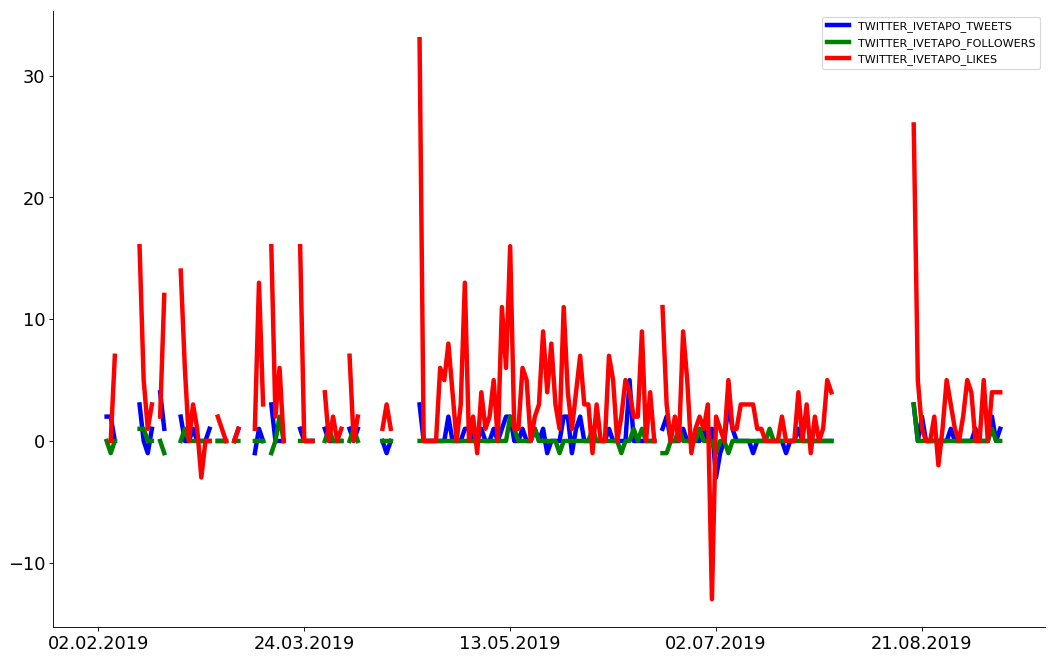 TWITTER_IVETAPO_TWEETS
TWITTER_IVETAPO_FOLLOWERS
TWITTER_IVETAPO_LIKES
30
20
10
0
−10
02.02.2019 24.03.2019 13.05.2019 02.07.2019 21.08.2019